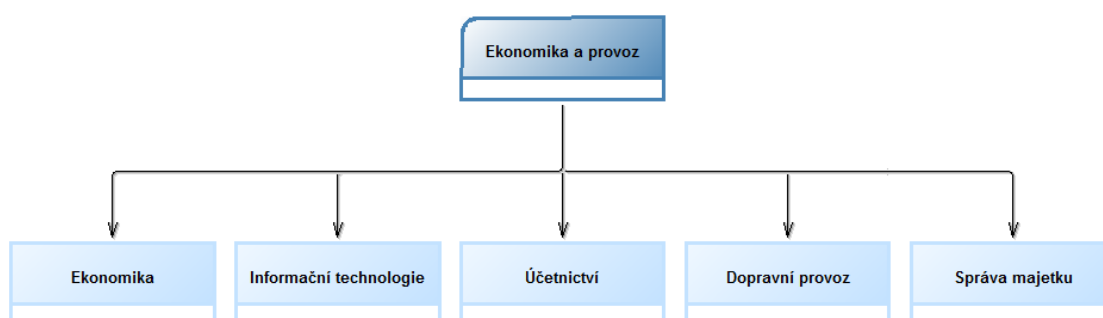 Ekonomika a provoz
Ekonomika
Informační technologie
Účetnictví
Dopravní provoz
Správa majetku